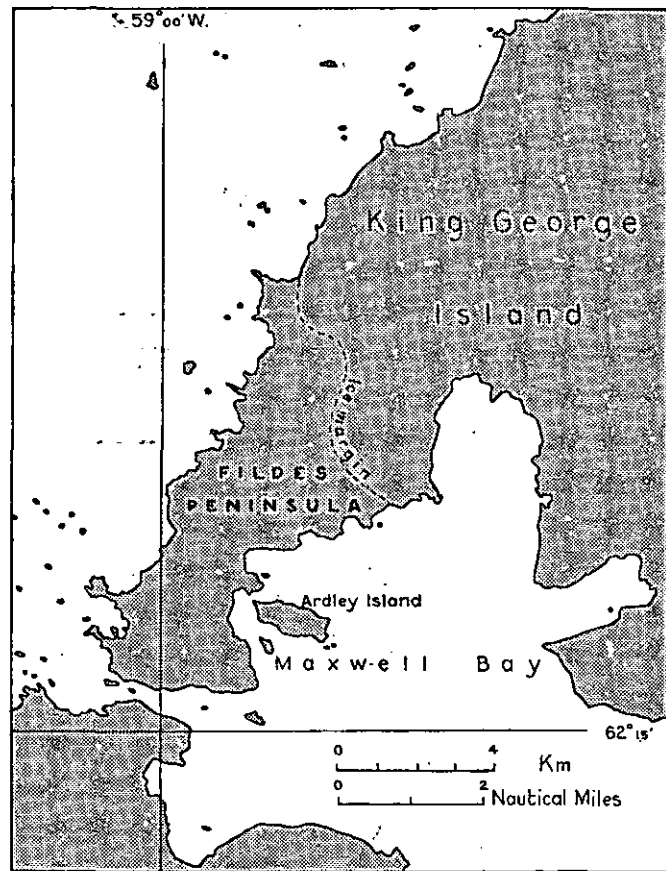 59°00'W.
King George
Island
Ice margin
FILDES
PENINSULA
Ardley Island
Maxwell Bay
62°15'
0 4
Km
0 2
Nautical Miles